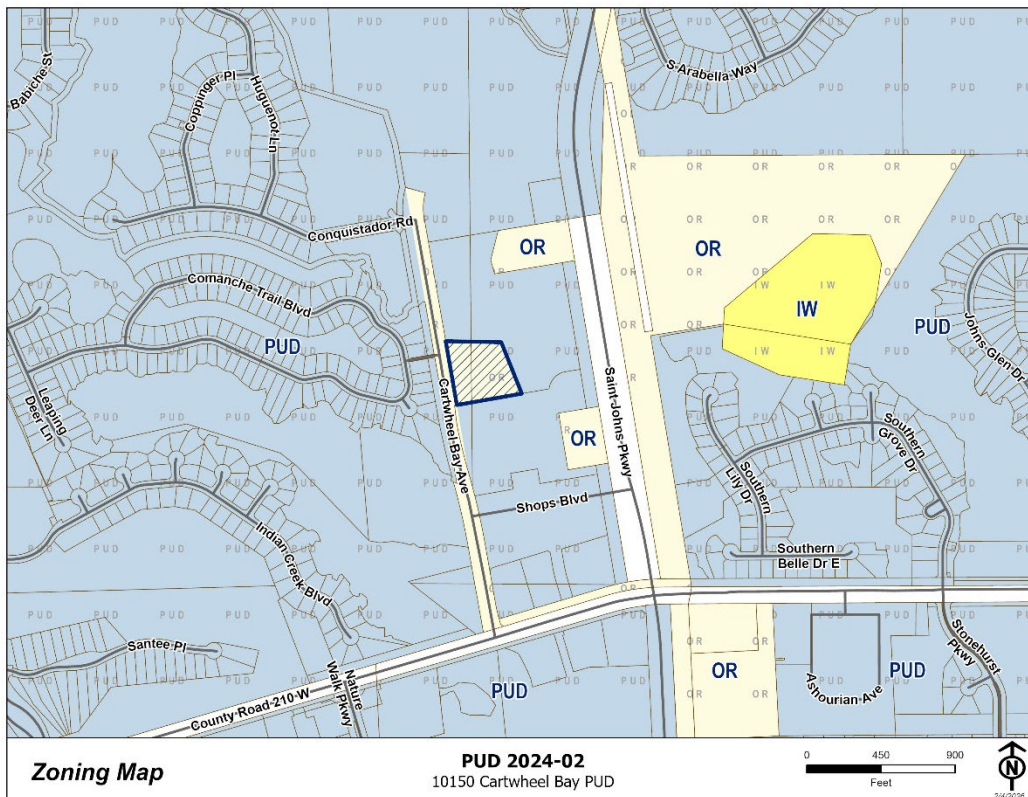 S Arabella Way
Babiche St
Coppinger Pl
Huguenot Ln
Conquistador Rd
OR
OR
Comanche Trail Blvd
IW
PUD
PUD
Johns Glen Dr
Saint Johns Pkwy
Cartwheel Bay Ave
Leaping
Deer Ln
OR
Southern
Lily Dr
Southern
Grove Dr
Shops Blvd
Indian Creek Blvd
Southern
Belle Dr E
Santee Pl
Nature
Walk Pkwy
PUD
OR
PUD
Ashourian Ave
Stonehurst
Pkwy
County Road 210 W
Zoning Map
PUD 2024-02
10150 Cartwheel Bay PUD
0 450 900
Feet
N
2/4/2026